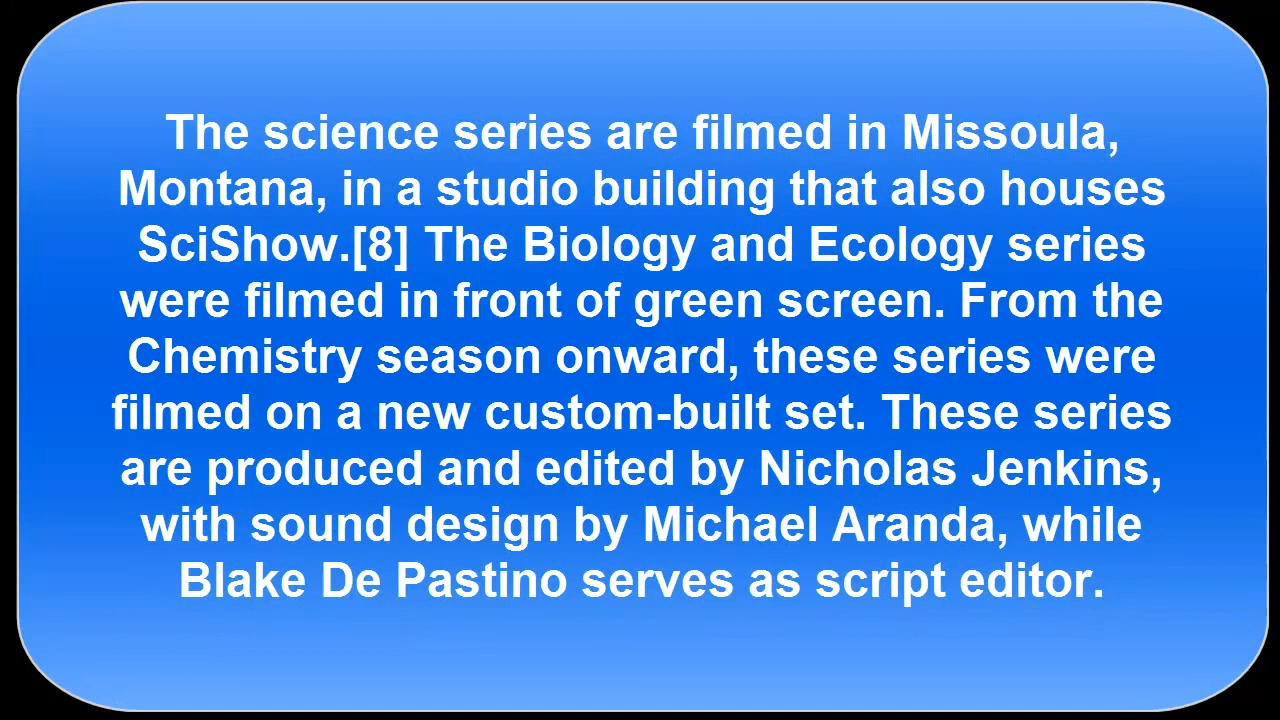 The science series are filmed in Missoula,
Montana, in a studio building that also houses
SciShow.[8] The Biology and Ecology series
were filmed in front of green screen. From the
Chemistry season onward, these series were
filmed on a new custom-built set. These series
are produced and edited by Nicholas Jenkins,
with sound design by Michael Aranda, while
Blake De Pastino serves as script editor.